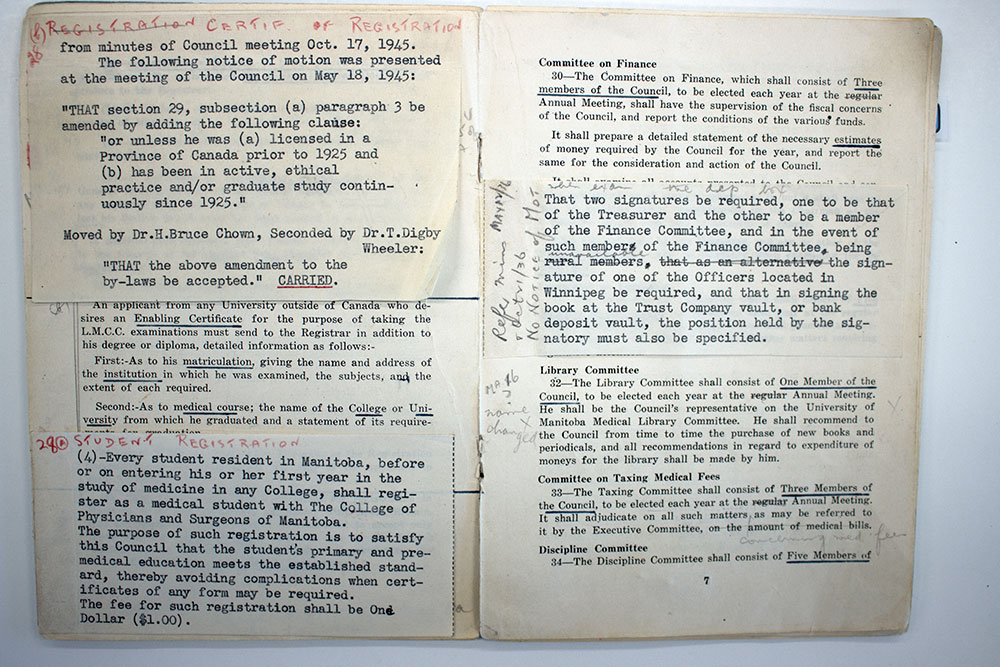 (b) REGISTRATION CERTIF. OF REGISTRATION
from minutes of Council meeting Oct. 17, 1945.
The following notice of motion was presented
at the meeting of the Council on May 18, 1945:
"THAT section 29, subsection (a) paragraph 3 be
amended by adding the following clause:
"or unless he was (a) licensed in a
Province of Canada prior to 1925 and
(b) has been in active, ethical
practice and/or graduate study contin-
uously since 1925."
Moved by Dr.H.Bruce Chown, Seconded by Dr.T.Digby
Wheeler:
"THAT the above amendment to the
by-laws be accepted." CARRIED.
An applicant from any University outside of Canada who de-
sires an Enabling Certificate for the purpose of taking the
L.M.C.C. examinations must send to the Registrar in addition to
his degree or diploma, detailed information as follows:-
First:-As to his matriculation, giving the name and address of
the institution in which he was examined, the subjects, and the
extent of each required.
Second:-As to medical course; the name of the College or Uni-
versity from which he graduated and a statement of its require-
28(a) STUDENT REGISTRATION
(4)-Every student resident in Manitoba, before
or on entering his or her first year in the
study of medicine in any College, shall regi-
ster as a medical student with The College of
Physicians and Surgeons of Manitoba.
The purpose of such registration is to satisfy
this Council that the student's primary and pre-
medical education meets the established stand-
ard, thereby avoiding complications when cert-
ificates of any form may be required.
The fee for such registration shall be One
Dollar ($1.00).
Committee on Finance
30—The Committee on Finance, which shall consist of Three
members of the Council, to be elected each year at the regular
Annual Meeting, shall have the supervision of the fiscal concerns
of the Council, and report the conditions of the various funds.
It shall prepare a detailed statement of the necessary estimates
of money required by the Council for the year, and report the
same for the consideration and action of the Council.
That two signatures be required, one to be that
of the Treasurer and the other to be a member
of the Finance Committee, and in the event of
such members of the Finance Committee, being
unavailable
rural members, that as an alternative the sign-
ature of one of the Officers located in
Winnipeg be required, and that in signing the
book at the Trust Company vault, or bank
deposit vault, the position held by the sig-
natory must also be specified.
No NOTICE of MOT
Library Committee
32—The Library Committee shall consist of One Member of the
Council, to be elected each year at the regular Annual Meeting.
He shall be the Council's representative on the University of
Manitoba Medical Library Committee. He shall recommend to
the Council from time to time the purchase of new books and
periodicals, and all recommendations in regard to expenditure of
moneys for the library shall be made by him.
name
changed
Committee on Taxing Medical Fees
33—The Taxing Committee shall consist of Three Members of
the Council, to be elected each year at the regular Annual Meeting.
It shall adjudicate on all such matters as may be referred to
it by the Executive Committee, on the amount of medical bills.
concerning med fees
Discipline Committee
34—The Discipline Committee shall consist of Five Members of
7